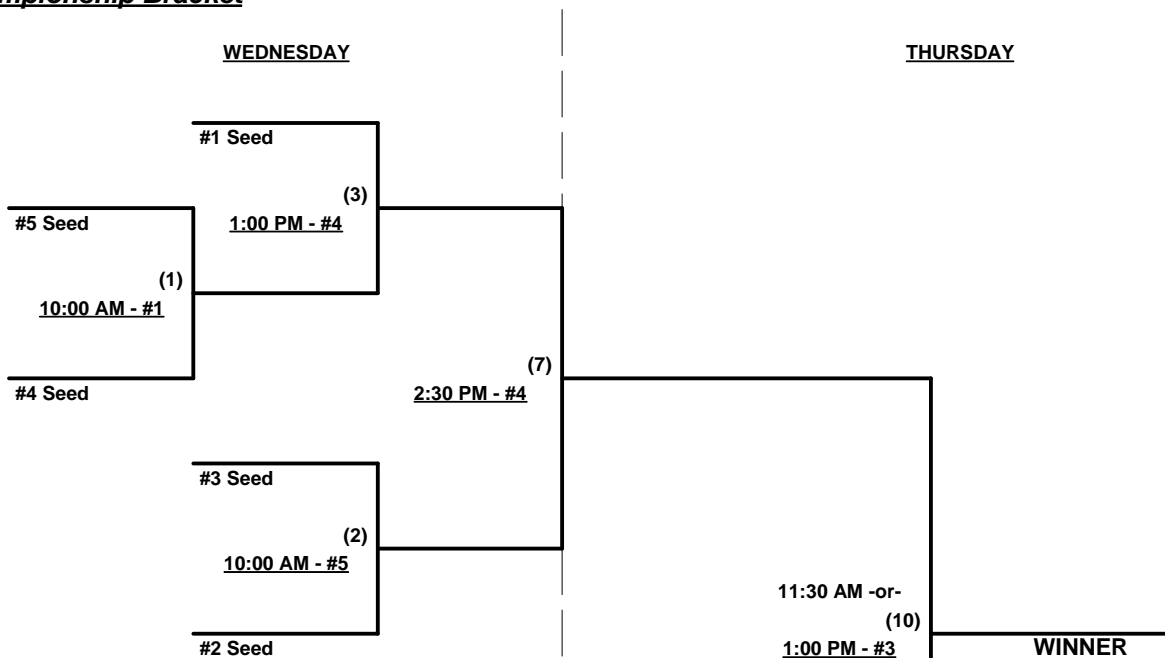 Bracket
WEDNESDAY
THURSDAY
#1 Seed
(3)
1:00 PM - #4
#5 Seed
(1)
10:00 AM - #1
#4 Seed
(7)
2:30 PM - #4
#3 Seed
(2)
10:00 AM - #5
#2 Seed
11:30 AM -or-
(10)
1:00 PM - #3
WINNER